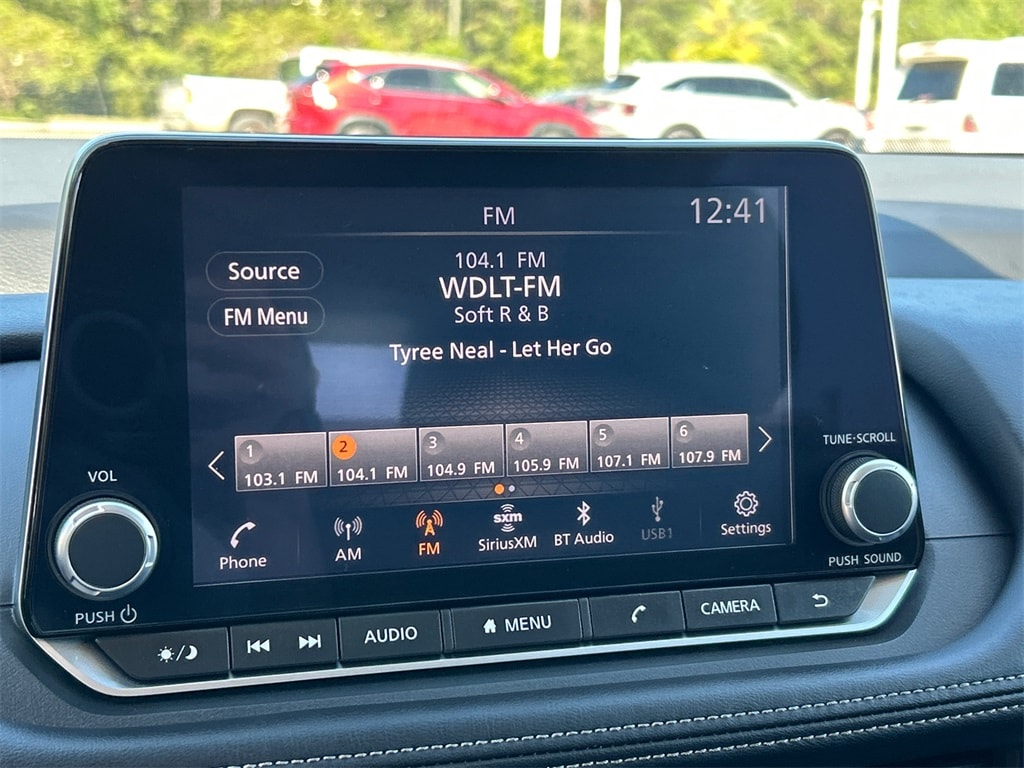 FM
12:41
Source
FM Menu
104.1 FM
WDLT-FM
Soft R & B
Tyree Neal - Let Her Go
1
103.1 FM
2
104.1 FM
3
104.9 FM
4
105.9 FM
5
107.1 FM
6
107.9 FM
Phone
AM
FM
sxm
SiriusXM
BT Audio
USB1
Settings
VOL
PUSH
TUNE·SCROLL
PUSH SOUND
AUDIO
MENU
CAMERA